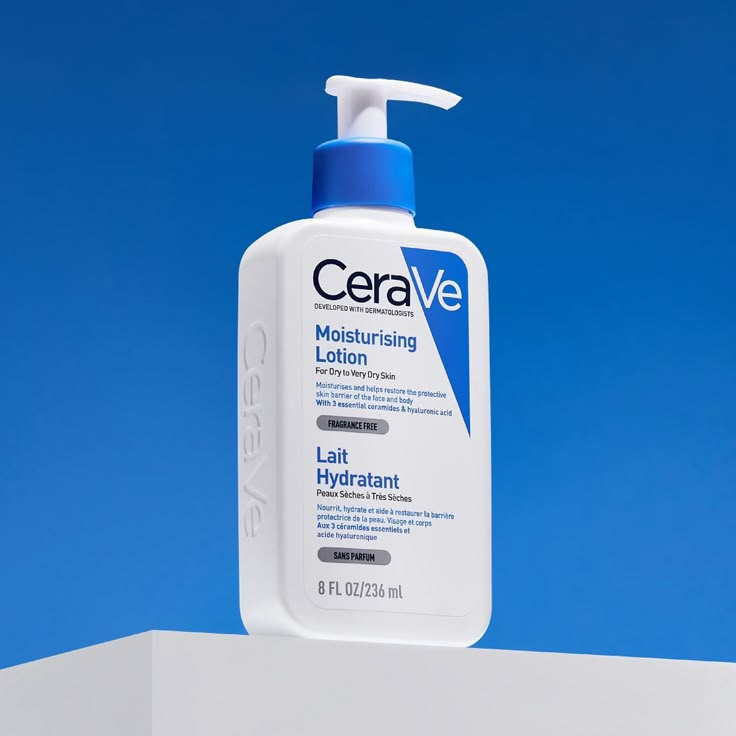 CeraVe
DEVELOPED WITH DERMATOLOGISTS
Moisturising
Lotion
For Dry to Very Dry Skin
Moisturises and helps restore the protective
skin barrier of the face and body
With 3 essential ceramides & hyaluronic acid
FRAGRANCE FREE
Lait
Hydratant
Peaux Sèches à Très Sèches
Nourrit, hydrate et aide à restaurer la barrière
protectrice de la peau. Visage et corps
Aux 3 céramides essentiels et
acide hyaluronique
SANS PARFUM
8 FL OZ/236 ml
CeraVe